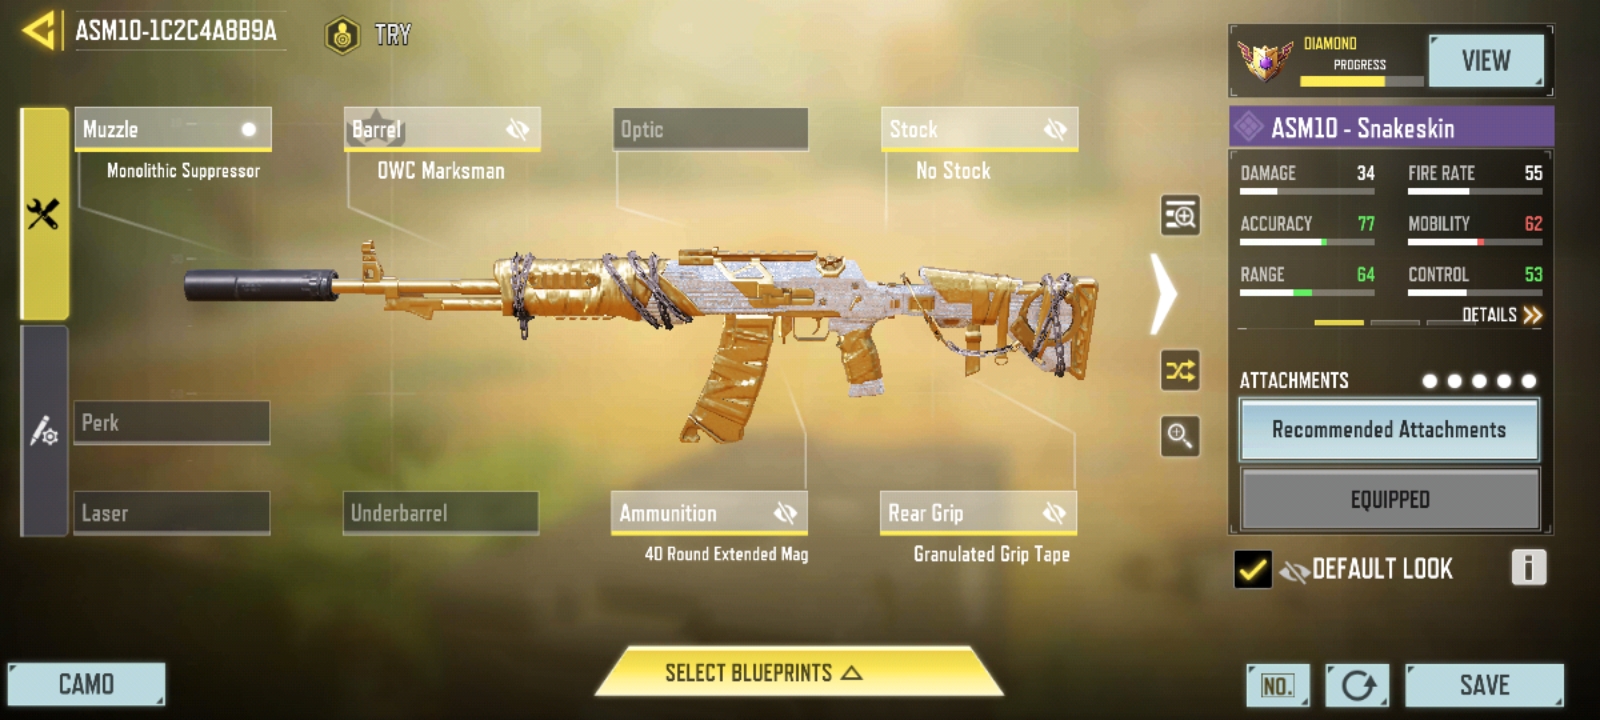 ASM10-1C2C4A8B9A
TRY
DIAMOND
PROGRESS
VIEW
Muzzle
Monolithic Suppressor
Barrel
OWC Marksman
Optic
Stock
No Stock
ASM10 - Snakeskin
DAMAGE 34 FIRE RATE 55
ACCURACY 77 MOBILITY 62
RANGE 64 CONTROL 53
DETAILS
ATTACHMENTS
Recommended Attachments
EQUIPPED
DEFAULT LOOK
i
Perk
Laser
Underbarrel
Ammunition
40 Round Extended Mag
Rear Grip
Granulated Grip Tape
CAMO
SELECT BLUEPRINTS
NO.
SAVE